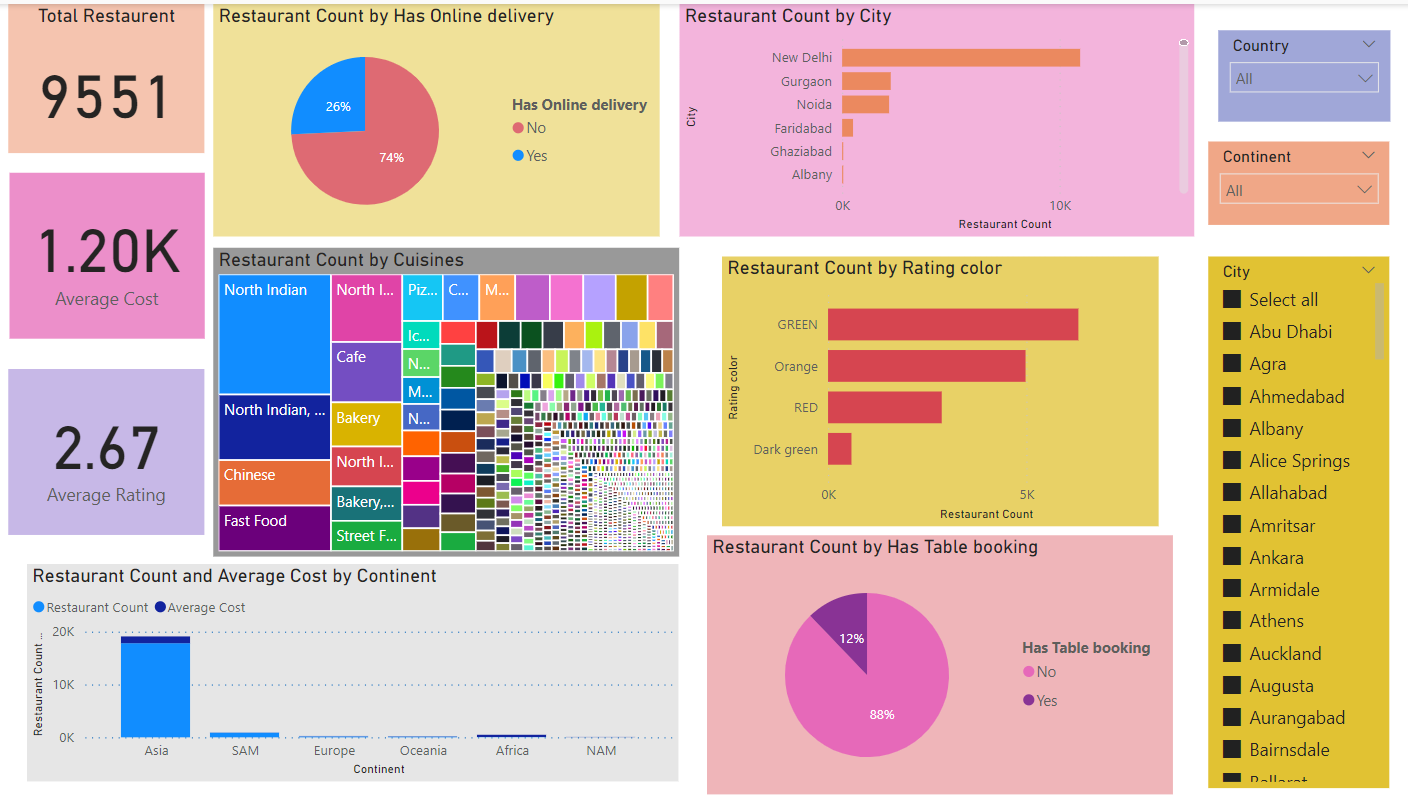 Total Restaurent
9551
1.20K
Average Cost
2.67
Average Rating
Restaurant Count by Has Online delivery
26%
74%
Has Online delivery
No
Yes
Restaurant Count by City
City
New Delhi
Gurgaon
Noida
Faridabad
Ghaziabad
Albany
0K 10K
Restaurant Count
Country
All
Continent
All
Restaurant Count by Cuisines
North Indian
North Indian, ...
Chinese
Fast Food
North I...
Cafe
Bakery
North I...
Bakery,...
Street F...
Piz...
Ic...
N...
M...
N...
C...
M...
Restaurant Count by Rating color
Rating color
GREEN
Orange
RED
Dark green
0K 5K
Restaurant Count
City
Select all
Abu Dhabi
Agra
Ahmedabad
Albany
Alice Springs
Allahabad
Amritsar
Ankara
Armidale
Athens
Auckland
Augusta
Aurangabad
Bairnsdale
Ballarat
Restaurant Count and Average Cost by Continent
Restaurant Count Average Cost
Restaurant Count ...
20K
10K
0K
Asia SAM Europe Oceania Africa NAM
Continent
Restaurant Count by Has Table booking
12%
88%
Has Table booking
No
Yes